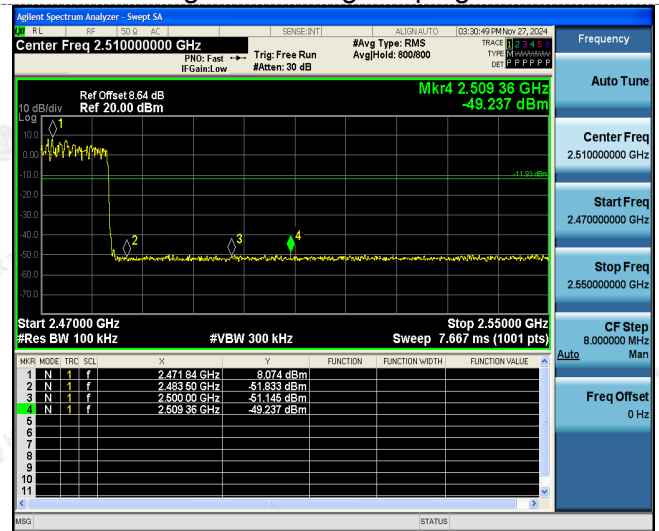 Agilent Spectrum Analyzer - Swept SA
RL RF 50 Ω AC SENSE:INT ALIGN AUTO 03:30:49 PM Nov 27, 2024
Center Freq 2.510000000 GHz
PNO: Fast
IFGain:Low
Trig: Free Run
#Atten: 30 dB
#Avg Type: RMS
Avg|Hold: 800/800
TRACE 1 2 3 4 5 6
TYPE M
DET P P P P P P
Frequency
Auto Tune
Center Freq
2.510000000 GHz
Start Freq
2.470000000 GHz
Stop Freq
2.550000000 GHz
CF Step
8.000000 MHz
Auto Man
Freq Offset
0 Hz
Mkr4 2.509 36 GHz
-49.237 dBm
Ref Offset 8.64 dB
10 dB/div Ref 20.00 dBm
Log
10.0
0.00
-10.0
-20.0
-30.0
-40.0
-50.0
-60.0
-70.0
1
2
3
4
-11.93 dBm
Start 2.47000 GHz Stop 2.55000 GHz
#Res BW 100 kHz #VBW 300 kHz Sweep 7.667 ms (1001 pts)
MKR MODE TRC SCL X Y FUNCTION FUNCTION WIDTH FUNCTION VALUE
1 N 1 f 2.471 84 GHz 8.074 dBm
2 N 1 f 2.483 50 GHz -51.833 dBm
3 N 1 f 2.500 00 GHz -51.145 dBm
4 N 1 f 2.509 36 GHz -49.237 dBm
5
6
7
8
9
10
11
MSG STATUS